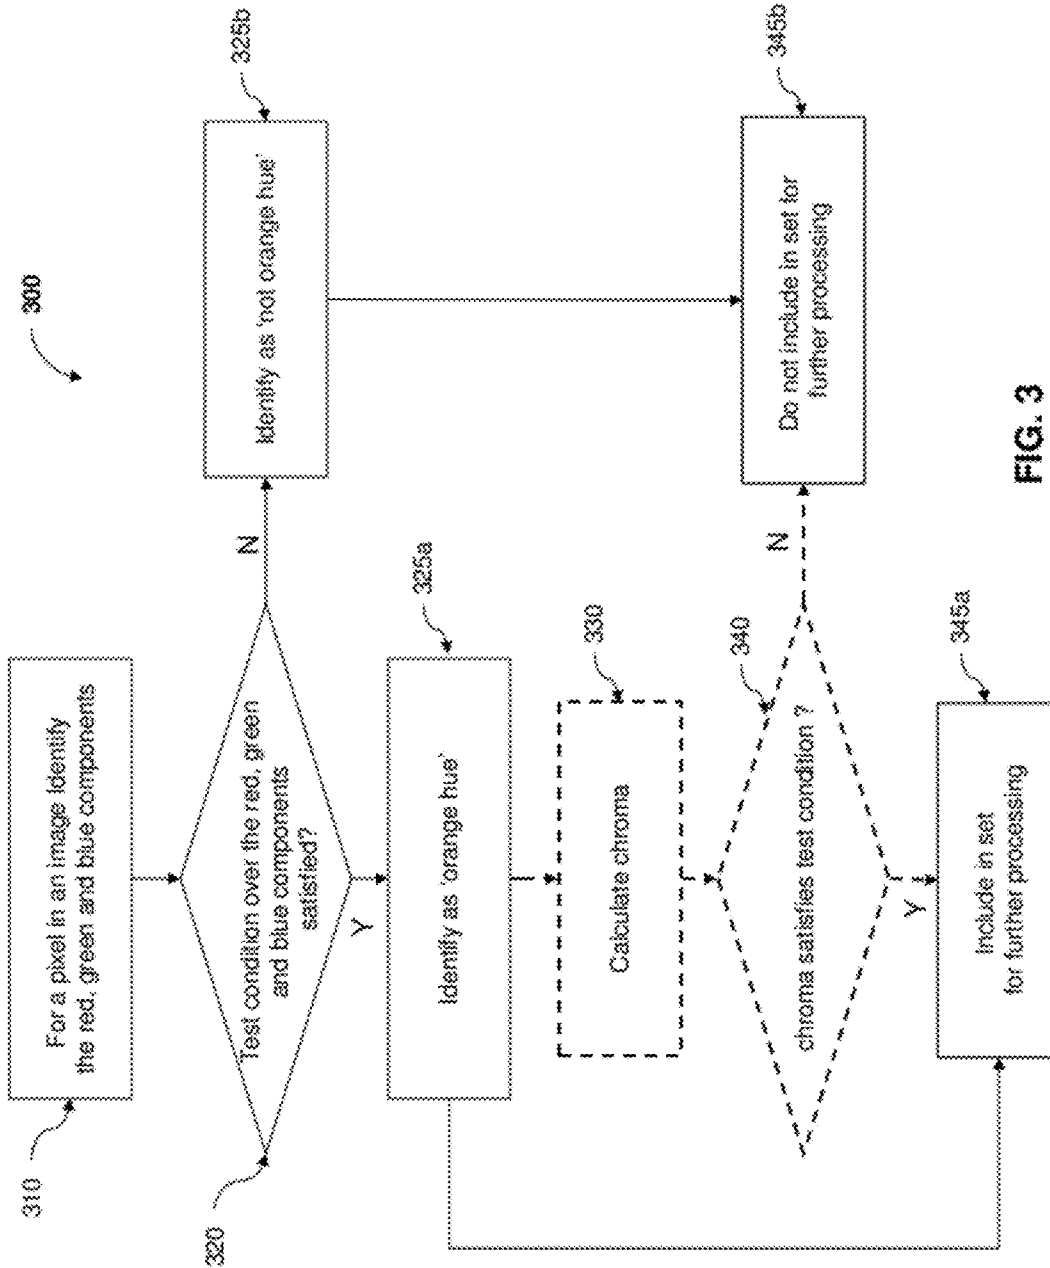 300
310
For a pixel in an image Identify
the red, green and blue components
320
Test condition over the red, green
and blue components
satisfied?
N
325b
Identify as 'not orange hue'
Y
325a
Identify as 'orange hue'
330
Calculate chroma
340
chroma satisfies test condition ?
N
345b
Do not include in set for
further processing
Y
345a
Include in set
for further processing
FIG. 3